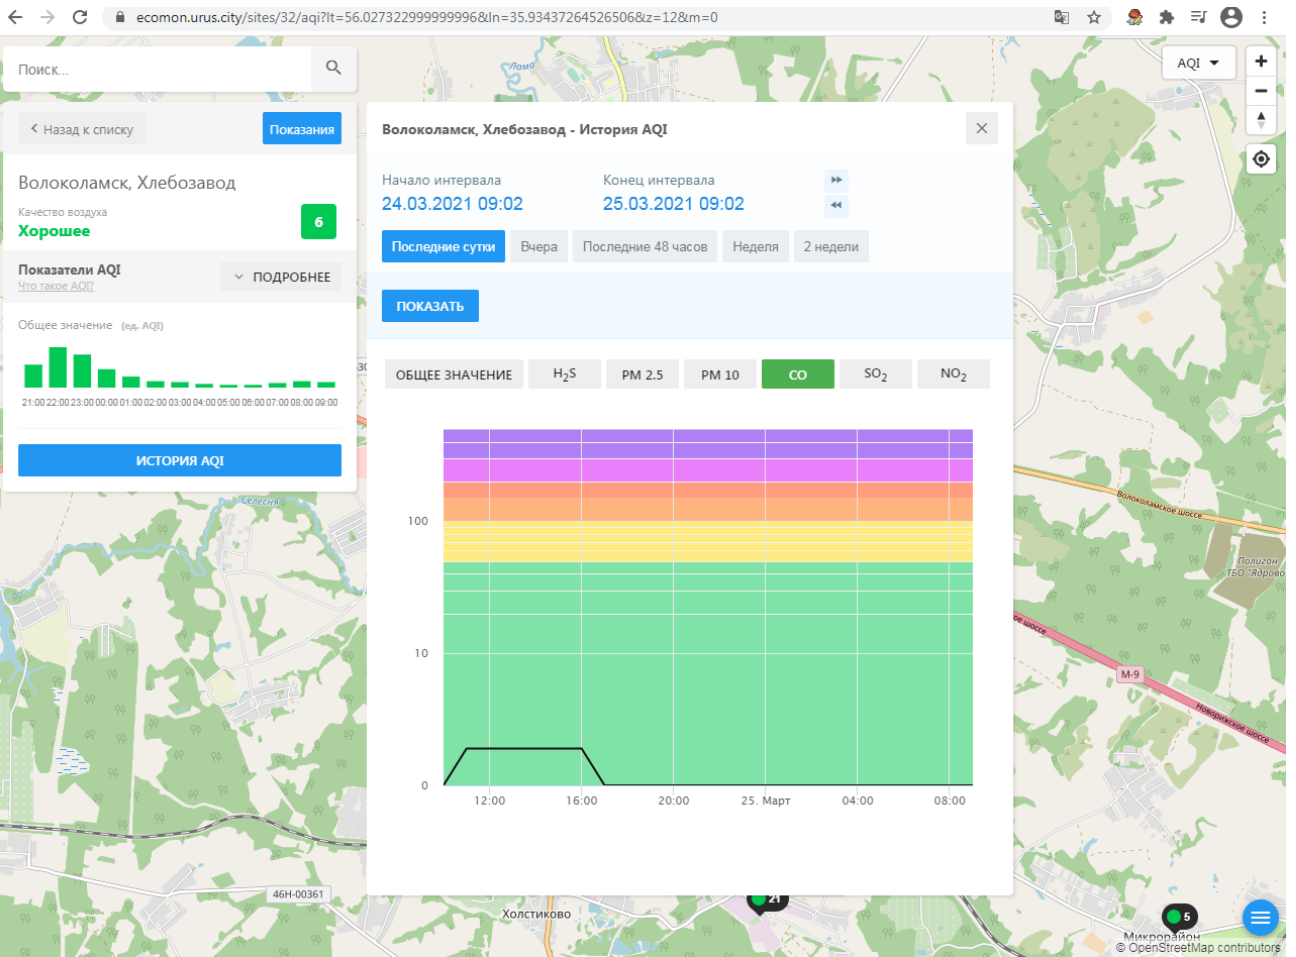 ecomon.urus.city/sites/32/aqi?lt=56.027322999999996&ln=35.93437264526506&z=12&m=0
Поиск...
AQI
Лама
Назад к списку
Показания
Волоколамск, Хлебозавод - История AQI
Волоколамск, Хлебозавод
Качество воздуха
Хорошее
6
Начало интервала
Конец интервала
24.03.2021 09:02
25.03.2021 09:02
Последние сутки
Вчера
Последние 48 часов
Неделя
2 недели
Показатели AQI
Что такое AQI?
ПОДРОБНЕЕ
ПОКАЗАТЬ
Общее значение (ед. AQI)
21:00 22:00 23:00 00:00 01:00 02:00 03:00 04:00 05:00 06:00 07:00 08:00 09:00
ИСТОРИЯ AQI
ОБЩЕЕ ЗНАЧЕНИЕ
H2S
PM 2.5
PM 10
CO
SO2
NO2
100
10
0
12:00
16:00
20:00
25. Март
04:00
08:00
Селесня
Волоколамское шоссе
Полигон
ТБО "Ядрово
ое шоссе
М-9
Новорижское шоссе
46Н-00361
Холстиково
21
5
Микрорайон
© OpenStreetMap contributors